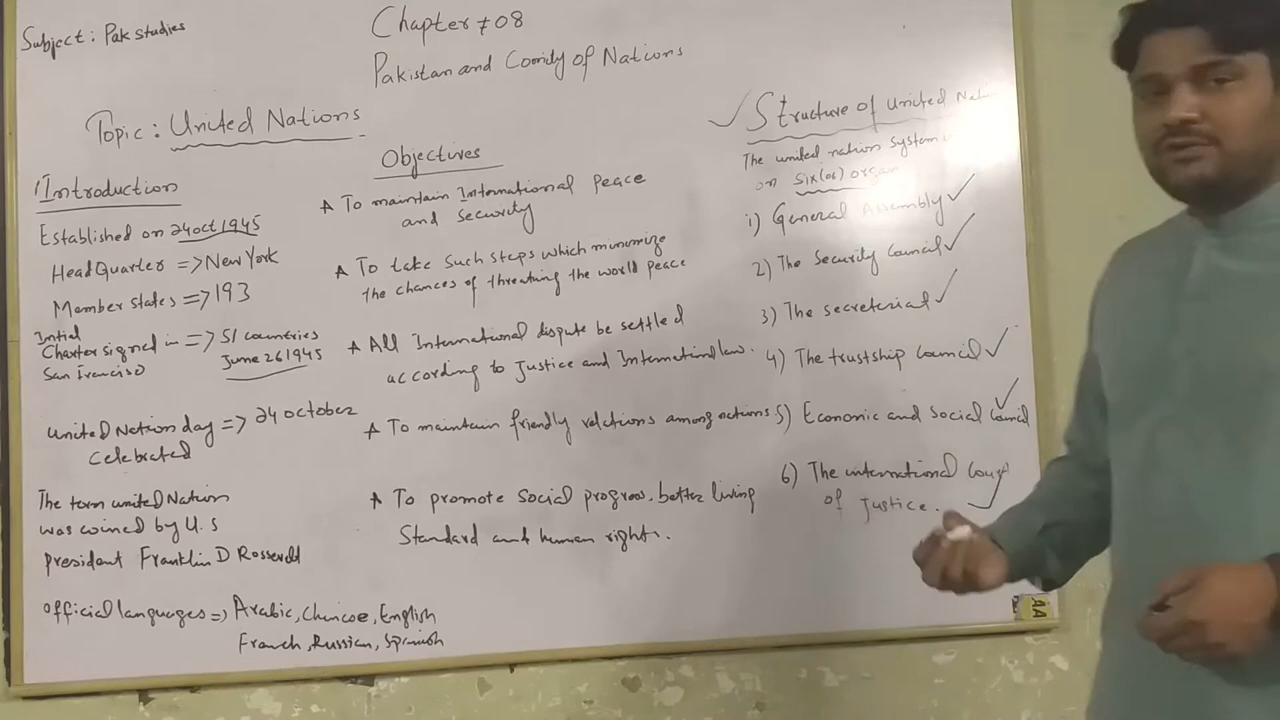 Subject: Pak studies
Chapter # 08
Pakistan and Comity of Nations
Topic: United Nations
Introduction
Established on 24 oct 1945
Head Quarter => New York
Member states => 193
Intial
Charter signed in => 51 countries
San Francisco June 26 1945
United Nation day => 24 october
celebrated
The term united Nation
was coined by U.S
president Franklin D Rosseveld
official languages => Arabic, Chinese, English
French, Russian, Spanish
Objectives
To maintain International peace
and security
To take such steps which minimize
the chances of threating the world peace
All International dispute be settled
according to Justice and International law.
To maintain friendly relations among nations
To promote social progress, better living
Standard and human rights.
Structure of United
The united nation system
on six (06) organ
1) General Assembly
2) The Security Council
3) The secreterial
4) The trustship council
5) Economic and Social Council
6) The international Court
of Justice.
AA